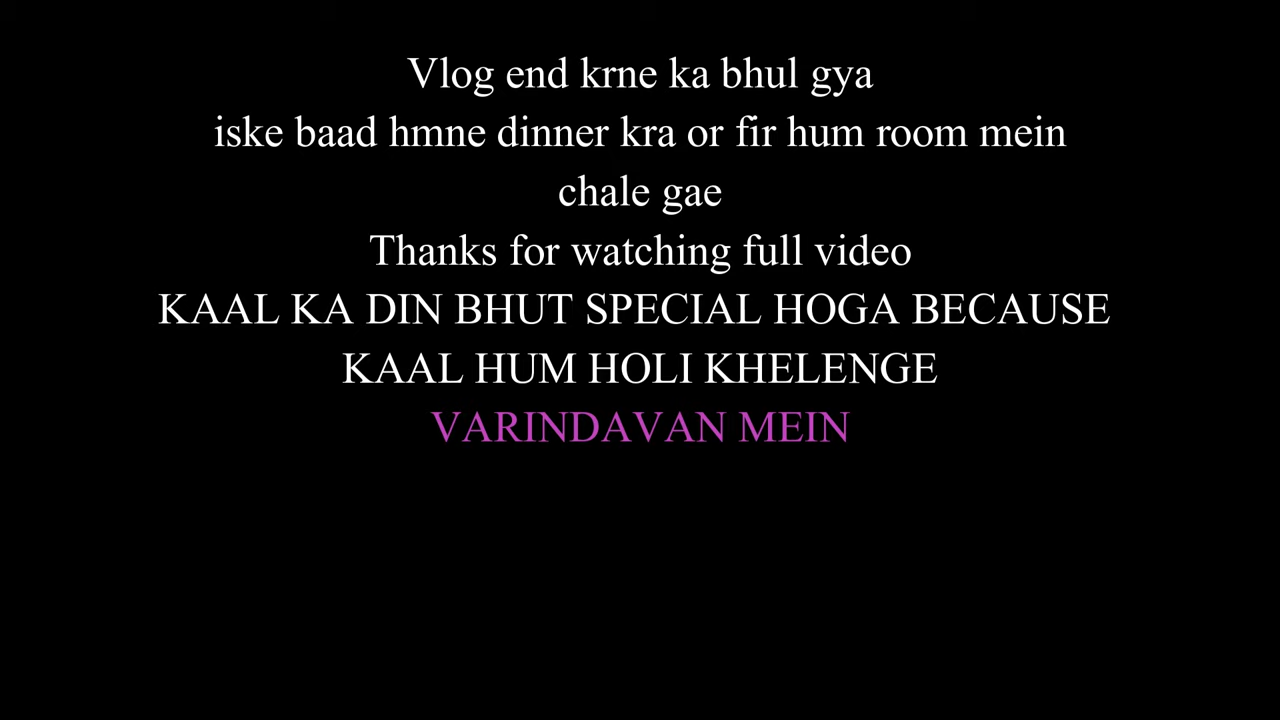 Vlog end krne ka bhul gya
iske baad hmne dinner kra or fir hum room mein
chale gae
Thanks for watching full video
KAAL KA DIN BHUT SPECIAL HOGA BECAUSE
KAAL HUM HOLI KHELENGE
VARINDAVAN MEIN